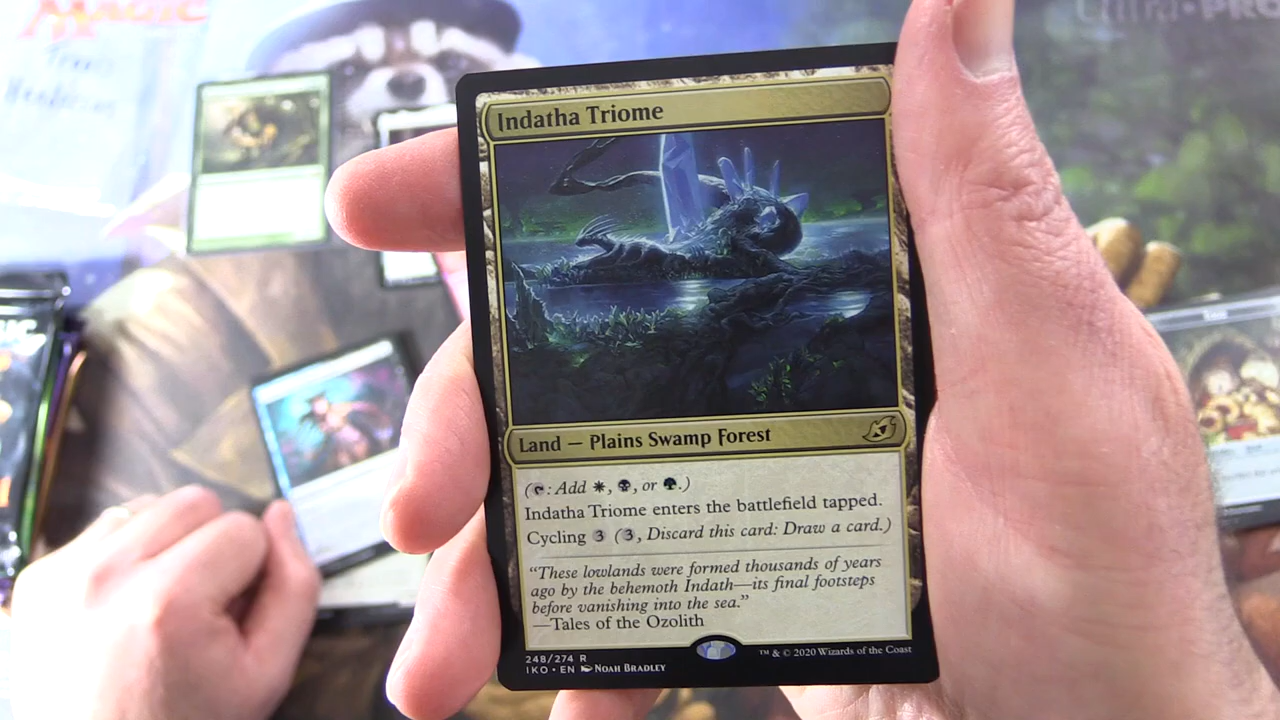 MAGIC
Ultra·PRO
Indatha Triome
Land — Plains Swamp Forest
(T: Add W, B, or G.)
Indatha Triome enters the battlefield tapped.
Cycling 3 (3, Discard this card: Draw a card.)
“These lowlands were formed thousands of years
ago by the behemoth Indath—its final footsteps
before vanishing into the sea.”
—Tales of the Ozolith
248/274 R
IKO • EN NOAH BRADLEY
™ & © 2020 Wizards of the Coast